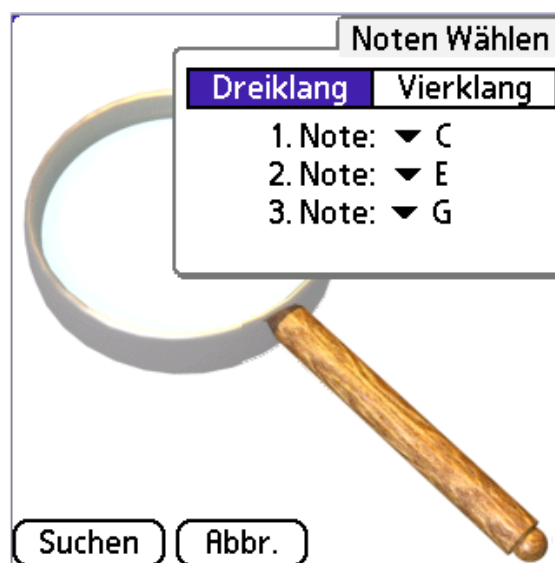 Noten Wählen
Dreiklang Vierklang
1. Note: C
2. Note: E
3. Note: G
Suchen Abbr.